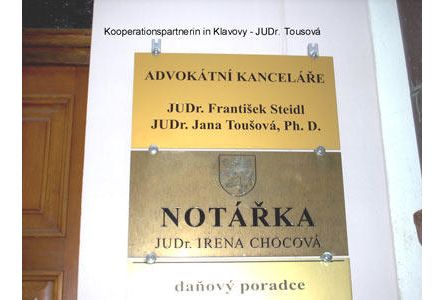 Kooperationspartnerin in Klavovy - JUDr. Tousová
ADVOKÁTNÍ KANCELÁŘE
JUDr. František Steidl
JUDr. Jana Toušová, Ph. D.
NOTÁŘKA
JUDr. IRENA CHOCOVÁ
daňový poradce